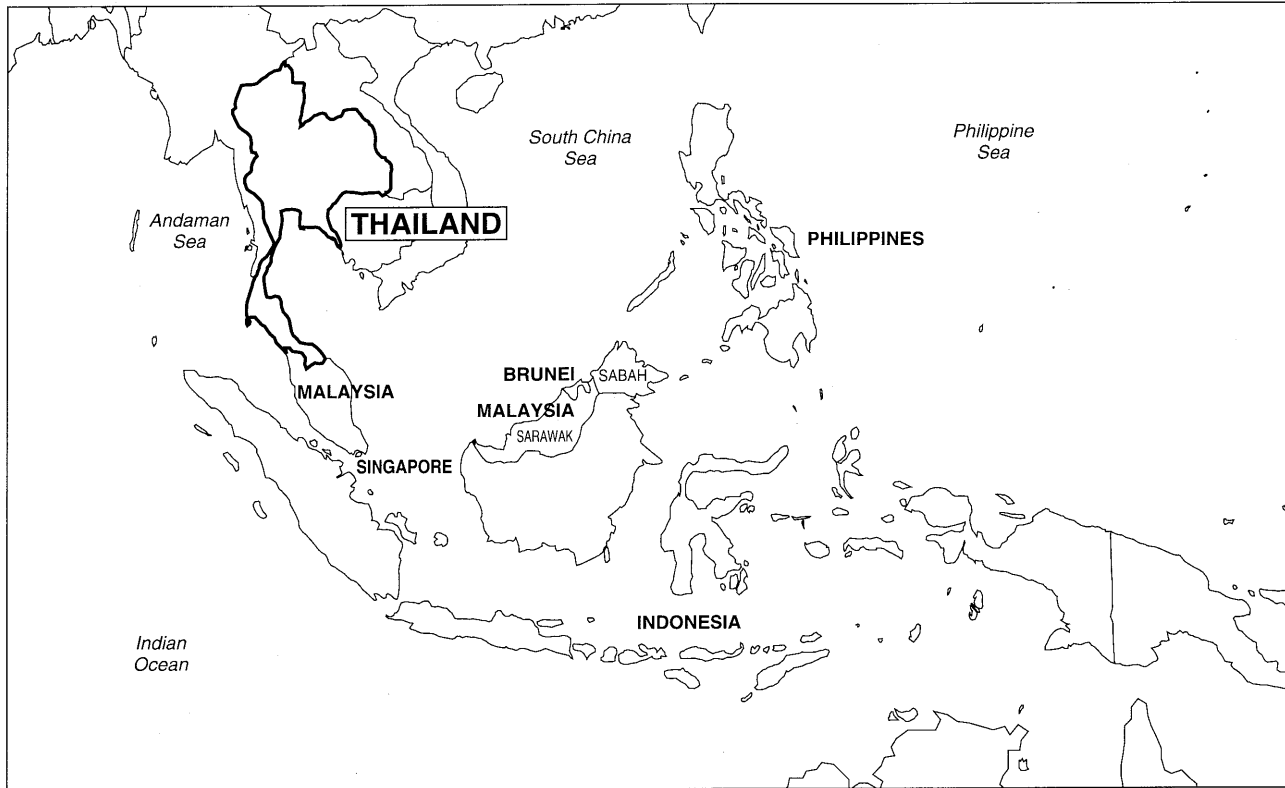 South China
Sea
Philippine
Sea
Andaman
Sea
THAILAND
PHILIPPINES
BRUNEI
SABAH
MALAYSIA
MALAYSIA
SARAWAK
SINGAPORE
INDONESIA
Indian
Ocean